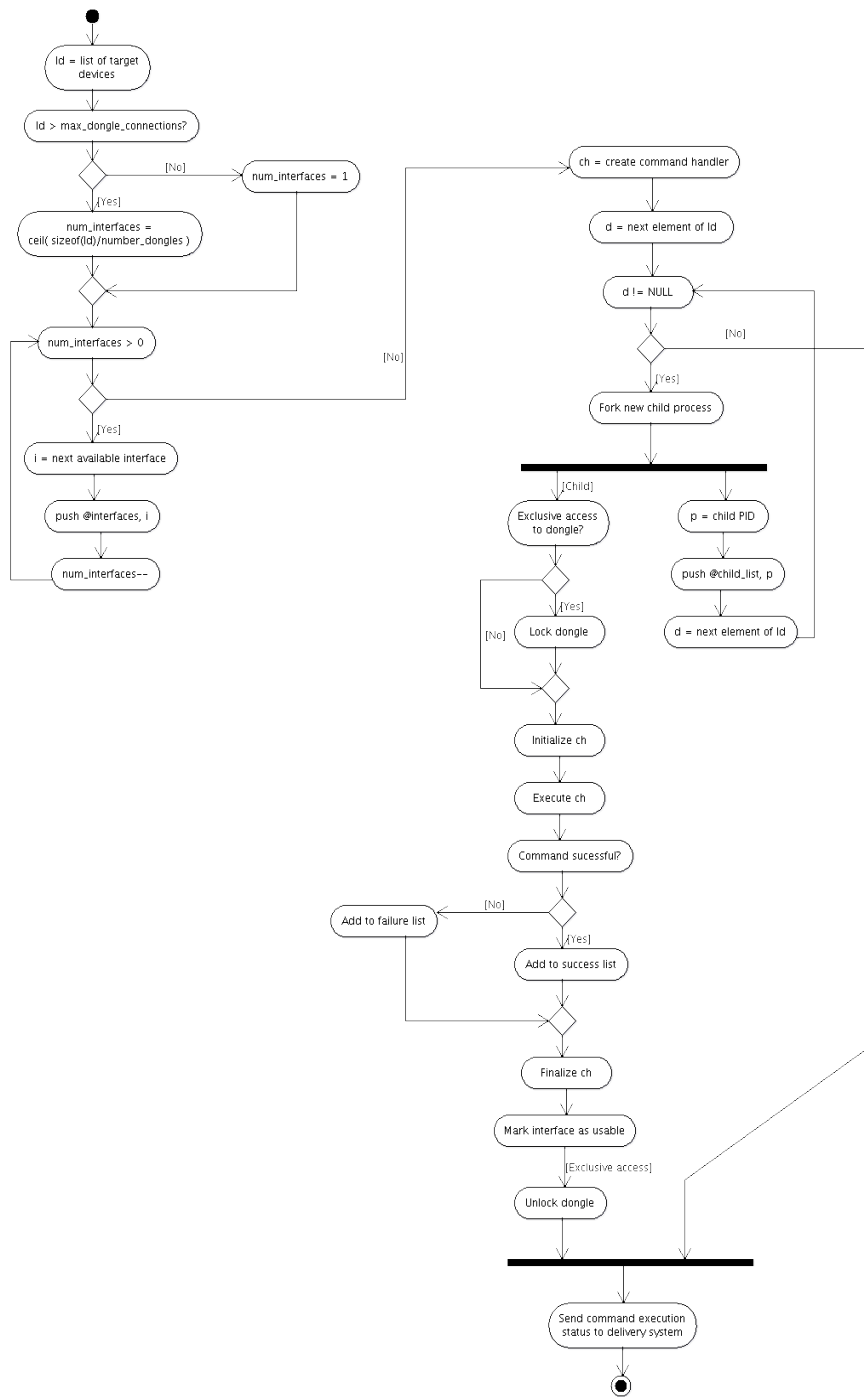 ld = list of target
devices
ld > max_dongle_connections?
[No]
num_interfaces = 1
[Yes]
num_interfaces =
ceil( sizeof(ld)/number_dongles )
num_interfaces > 0
[No]
[Yes]
i = next available interface
push @interfaces, i
num_interfaces--
ch = create command handler
d = next element of ld
d != NULL
[No]
[Yes]
Fork new child process
[Child]
Exclusive access
to dongle?
[Yes]
[No]
Lock dongle
p = child PID
push @child_list, p
d = next element of ld
Initialize ch
Execute ch
Command sucessful?
[No]
Add to failure list
[Yes]
Add to success list
Finalize ch
Mark interface as usable
[Exclusive access]
Unlock dongle
Send command execution
status to delivery system